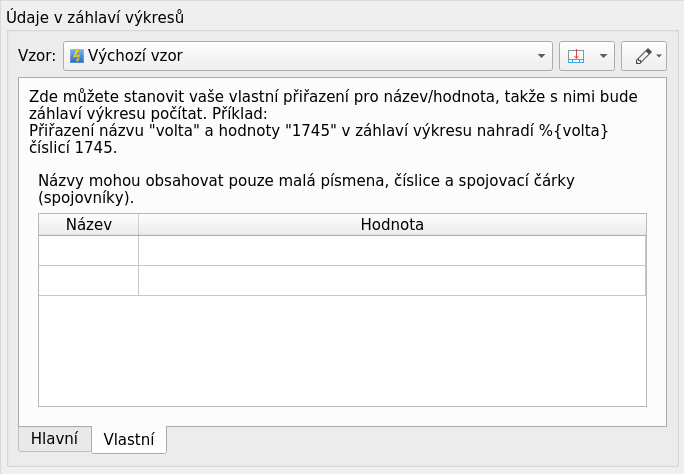 Údaje v záhlaví výkresů
Vzor: Výchozí vzor
Zde můžete stanovit vaše vlastní přiřazení pro název/hodnota, takže s nimi bude
záhlaví výkresu počítat. Příklad:
Přiřazení názvu "volta" a hodnoty "1745" v záhlaví výkresu nahradí %{volta}
číslicí 1745.
Názvy mohou obsahovat pouze malá písmena, číslice a spojovací čárky
(spojovníky).
Název Hodnota
Hlavní Vlastní